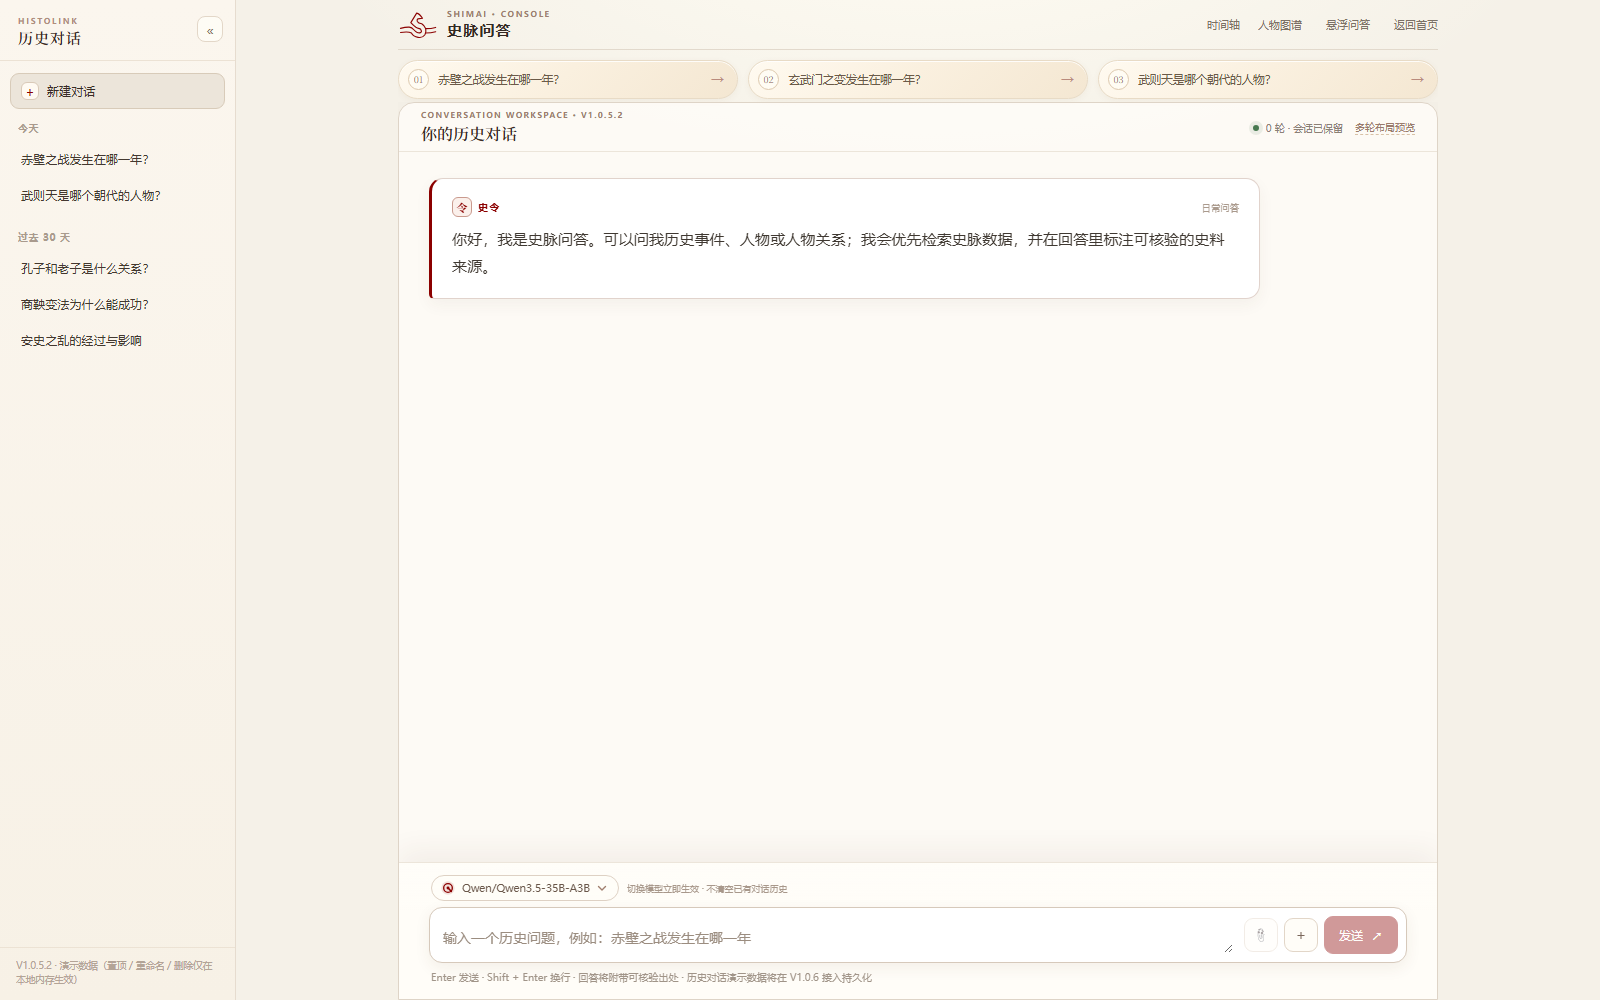 HISTOLINK
历史对话
«
+ 新建对话
今天
赤壁之战发生在哪一年？
武则天是哪个朝代的人物？
过去 30 天
孔子和老子是什么关系？
商鞅变法为什么能成功？
安史之乱的经过与影响
V1.0.5.2 · 演示数据（置顶 / 重命名 / 删除仅在
本地内存生效）
SHIMAI • CONSOLE
史脉问答
时间轴 人物图谱 悬浮问答 返回首页
01 赤壁之战发生在哪一年？ →
02 玄武门之变发生在哪一年？ →
03 武则天是哪个朝代的人物？ →
CONVERSATION WORKSPACE • V1.0.5.2
你的历史对话
0 轮 · 会话已保留 多轮布局预览
令 史令 日常问答
你好，我是史脉问答。可以问我历史事件、人物或人物关系；我会优先检索史脉数据，并在回答里标注可核验的史料
来源。
Qwen/Qwen3.5-35B-A3B 切换模型立即生效 · 不清空已有对话历史
输入一个历史问题，例如：赤壁之战发生在哪一年
+ 发送 ↗
Enter 发送 · Shift + Enter 换行 · 回答将附带可核验出处 · 历史对话演示数据将在 V1.0.6 接入持久化